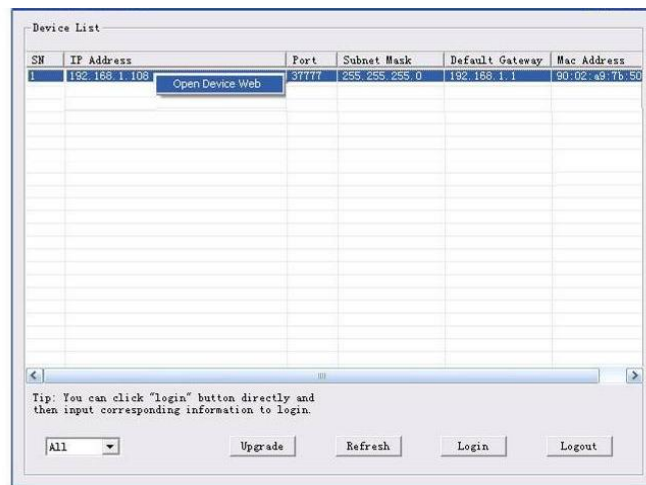 Device List
SN IP Address Port Subnet Mask Default Gateway Mac Address
1 192.168.1.108 37777 255.255.255.0 192.168.1.1 90:02:a9:7b:50
Open Device Web
Tip: You can click "login" button directly and
then input corresponding information to login.
All Upgrade Refresh Login Logout